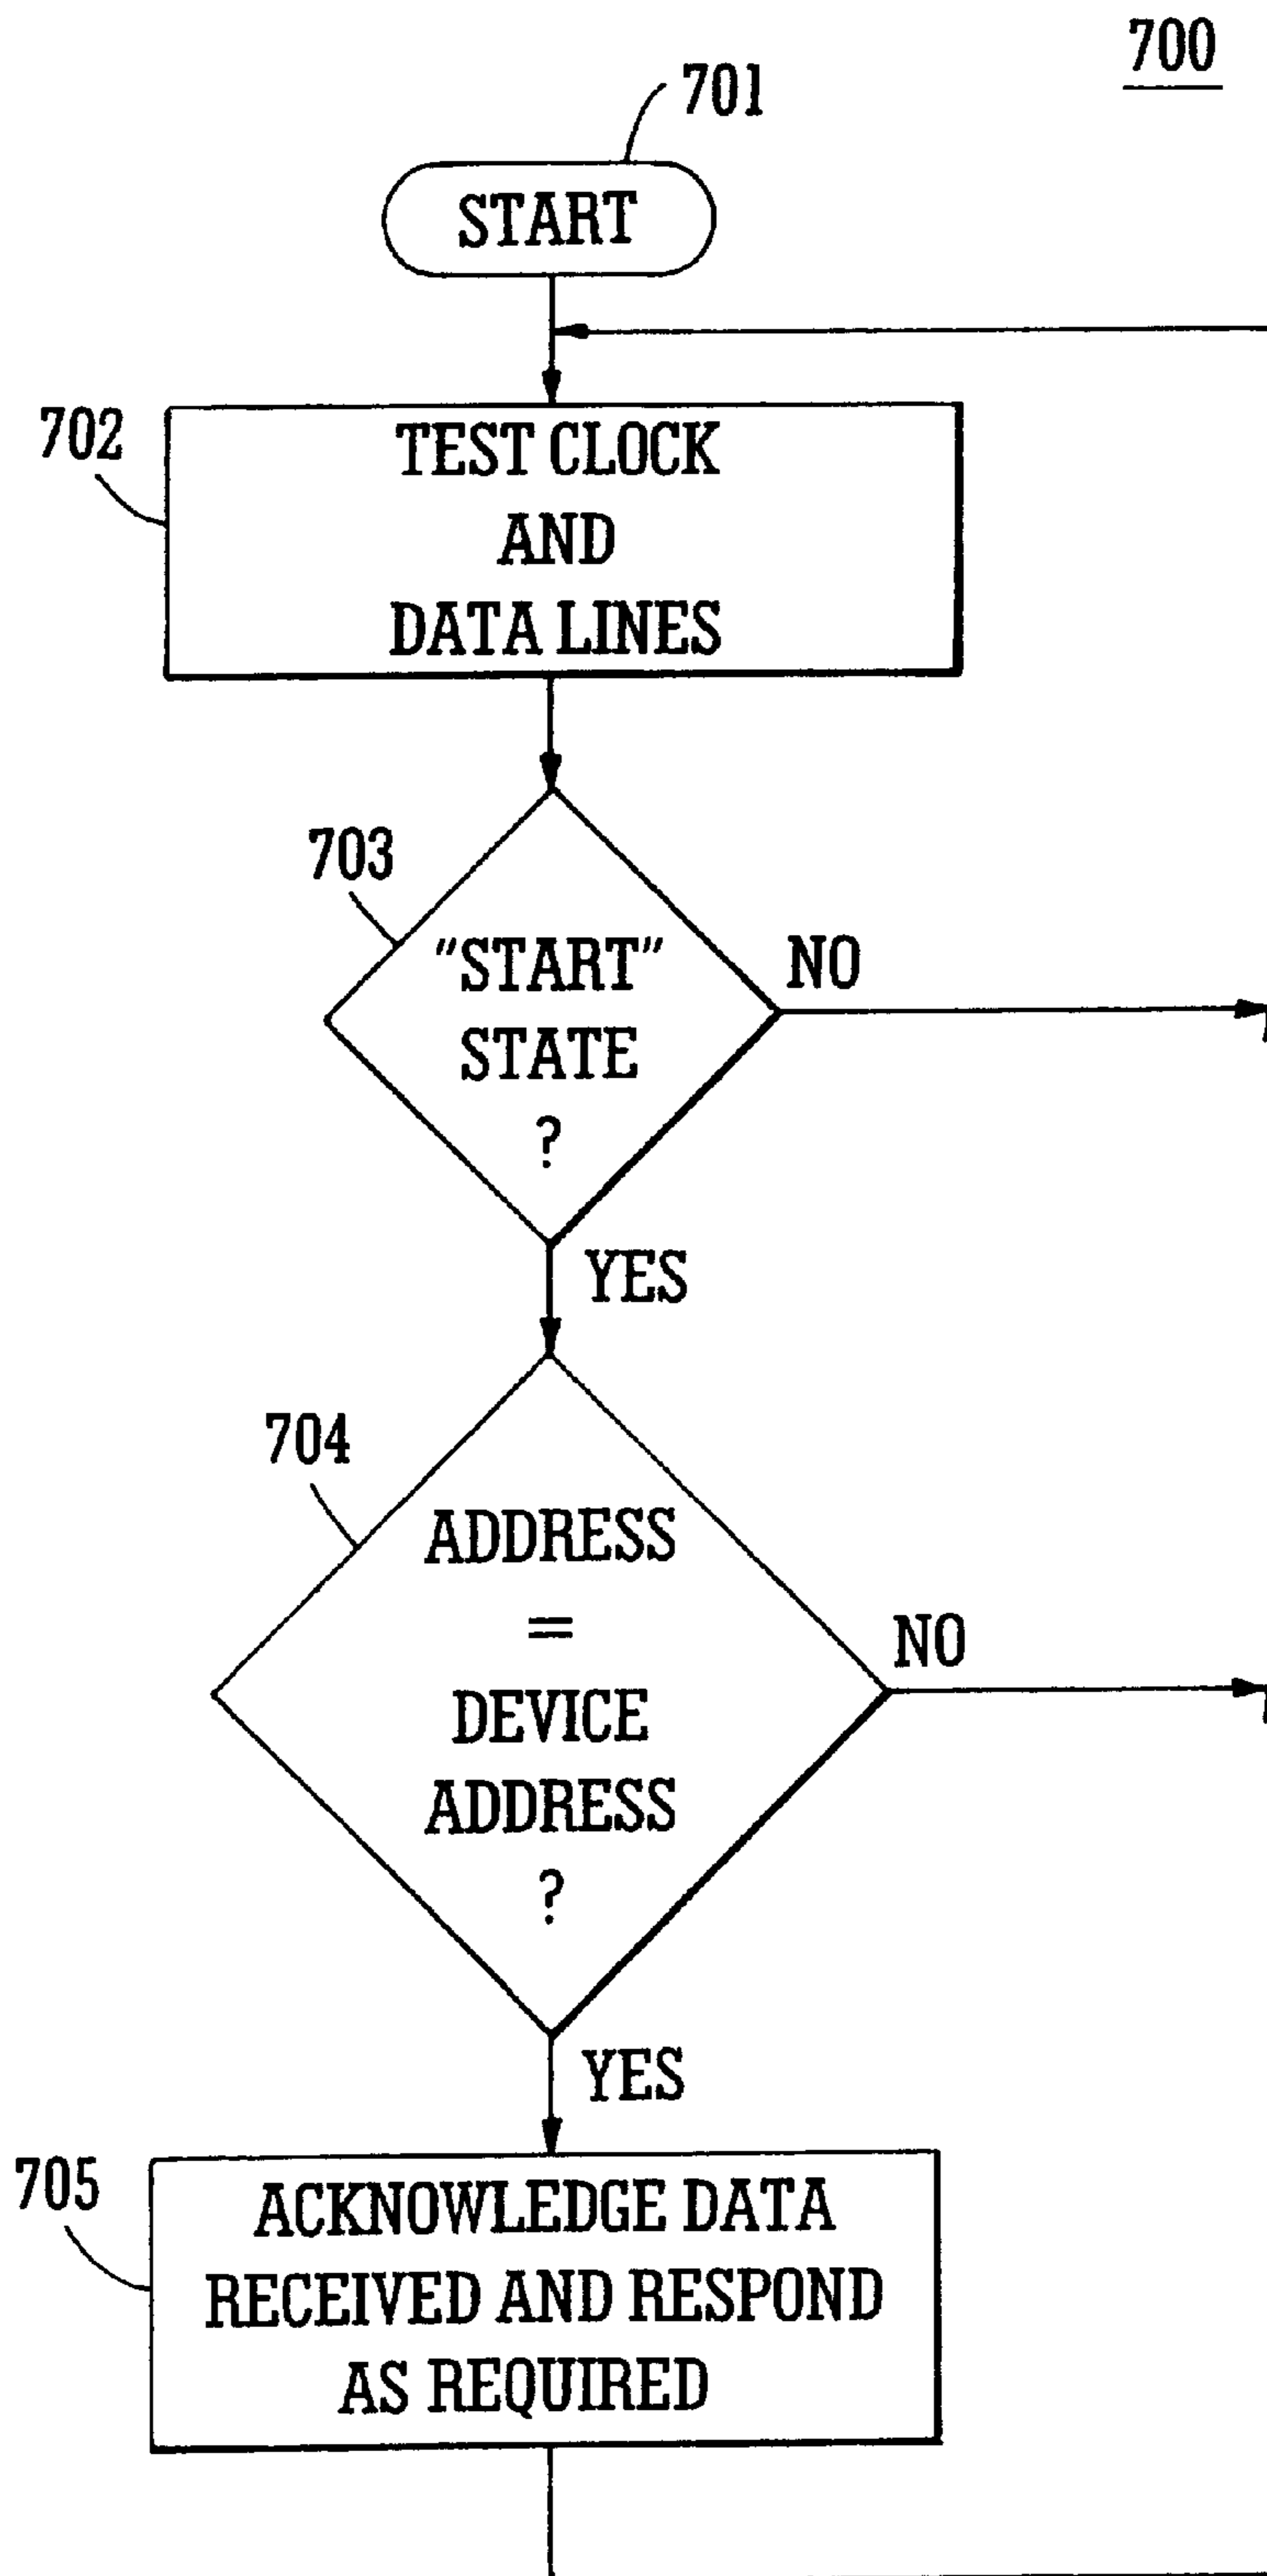 700
701
START
702
TEST CLOCK
AND
DATA LINES
703
"START"
STATE
?
NO
YES
704
ADDRESS
=
DEVICE
ADDRESS
?
NO
YES
705
ACKNOWLEDGE DATA
RECEIVED AND RESPOND
AS REQUIRED